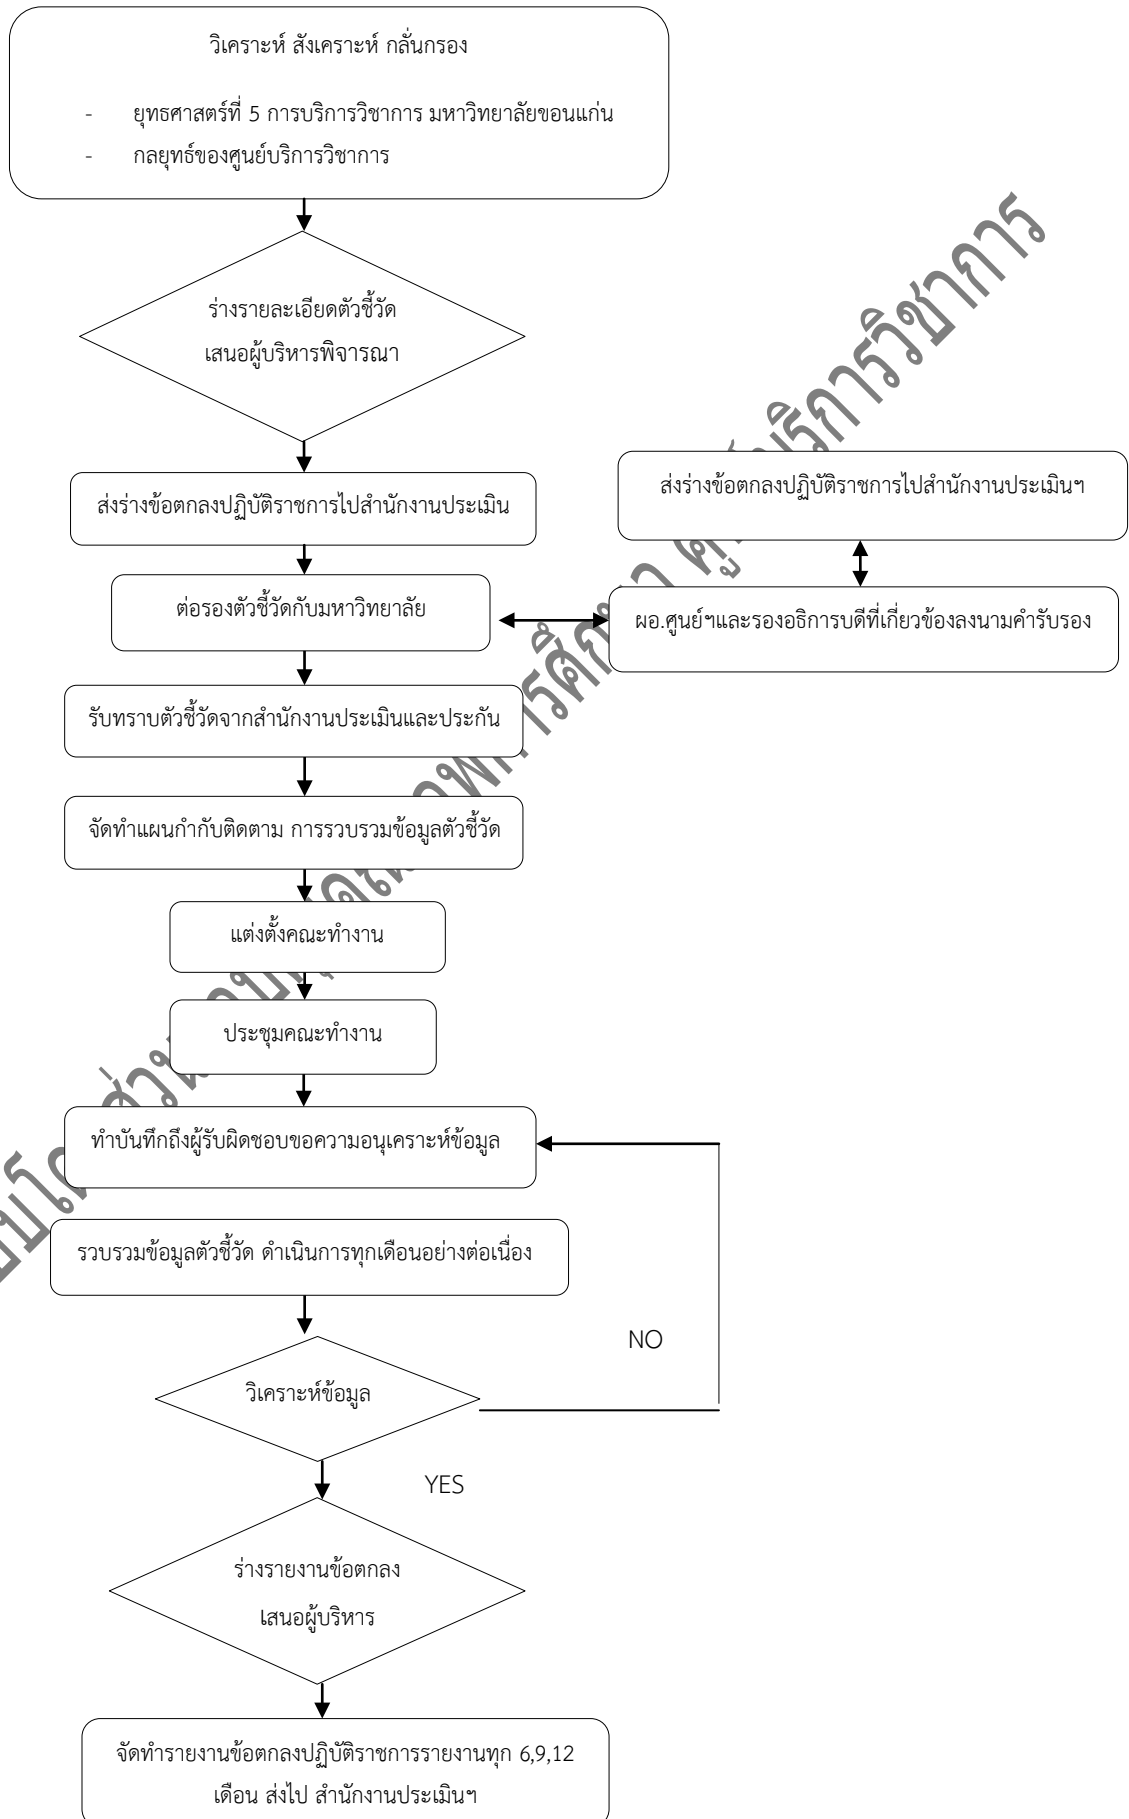 วิเคราะห์ สังเคราะห์ กลั่นกรอง
- ยุทธศาสตร์ที่ 5 การบริการวิชาการ มหาวิทยาลัยขอนแก่น
- กลยุทธ์ของศูนย์บริการวิชาการ
ร่างรายละเอียดตัวชี้วัด
เสนอผู้บริหารพิจารณา
ส่งร่างข้อตกลงปฏิบัติราชการไปสำนักงานประเมิน
ส่งร่างข้อตกลงปฏิบัติราชการไปสำนักงานประเมินฯ
ต่อรองตัวชี้วัดกับมหาวิทยาลัย
ผอ.ศูนย์ฯและรองอธิการบดีที่เกี่ยวข้องลงนามคำรับรอง
รับทราบตัวชี้วัดจากสำนักงานประเมินและประกัน
จัดทำแผนกำกับติดตาม การรวบรวมข้อมูลตัวชี้วัด
แต่งตั้งคณะทำงาน
ประชุมคณะทำงาน
ทำบันทึกถึงผู้รับผิดชอบขอความอนุเคราะห์ข้อมูล
รวบรวมข้อมูลตัวชี้วัด ดำเนินการทุกเดือนอย่างต่อเนื่อง
NO
วิเคราะห์ข้อมูล
YES
ร่างรายงานข้อตกลง
เสนอผู้บริหาร
จัดทำรายงานข้อตกลงปฏิบัติราชการรายงานทุก 6,9,12
เดือน ส่งไป สำนักงานประเมินฯ